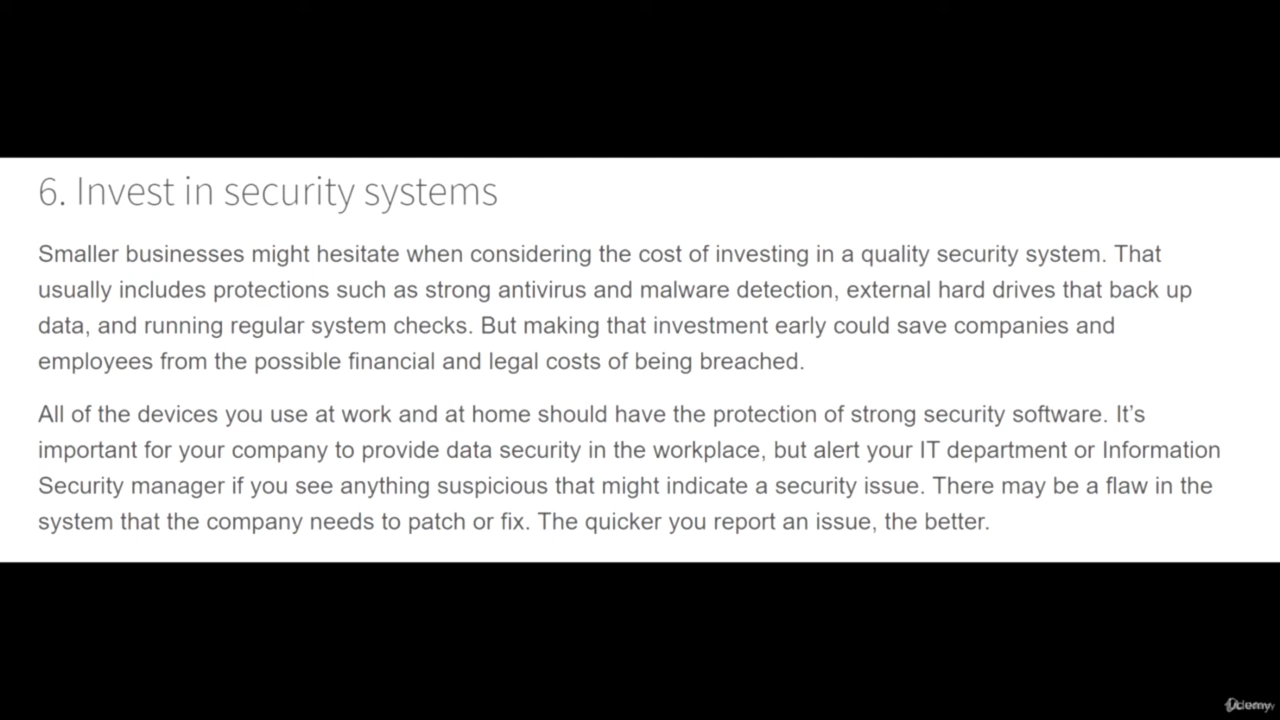 6. Invest in security systems
Smaller businesses might hesitate when considering the cost of investing in a quality security system. That
usually includes protections such as strong antivirus and malware detection, external hard drives that back up
data, and running regular system checks. But making that investment early could save companies and
employees from the possible financial and legal costs of being breached.
All of the devices you use at work and at home should have the protection of strong security software. It’s
important for your company to provide data security in the workplace, but alert your IT department or Information
Security manager if you see anything suspicious that might indicate a security issue. There may be a flaw in the
system that the company needs to patch or fix. The quicker you report an issue, the better.
Udemy